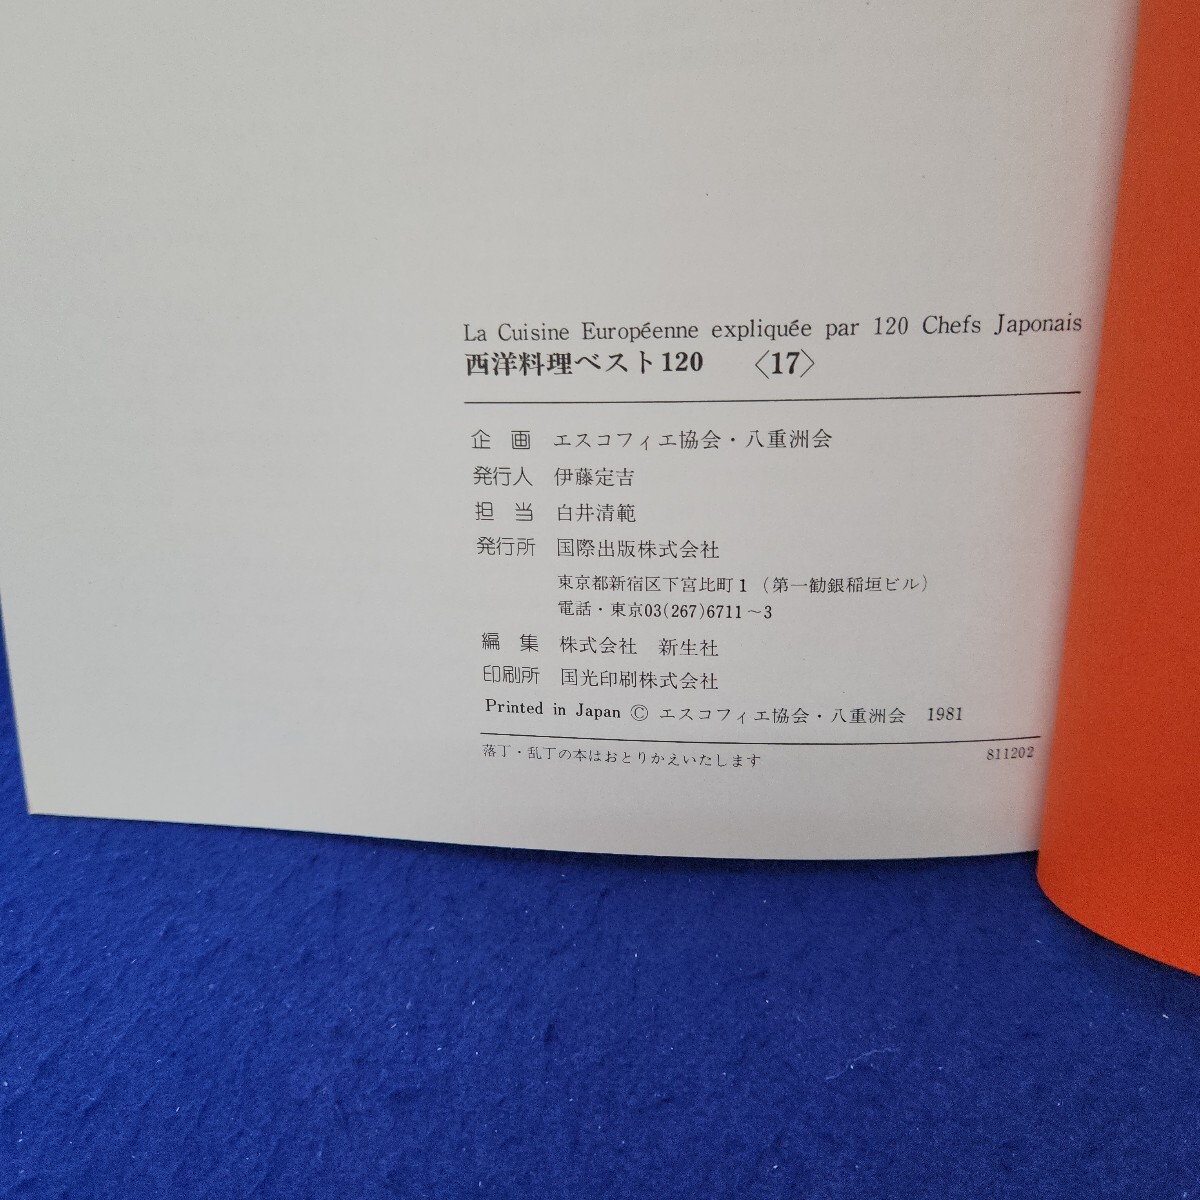 La Cuisine Européenne expliquée par 120 Chefs Japonais
西洋料理ベスト120 〈17〉
企画 エスコフィエ協会・八重洲会
発行人 伊藤定吉
担当 白井清範
発行所 国際出版株式会社
東京都新宿区下宮比町1（第一勧銀稲垣ビル）
電話・東京03(267)6711～3
編集 株式会社 新生社
印刷所 国光印刷株式会社
Printed in Japan © エスコフィエ協会・八重洲会 1981
落丁・乱丁の本はおとりかえいたします 811202